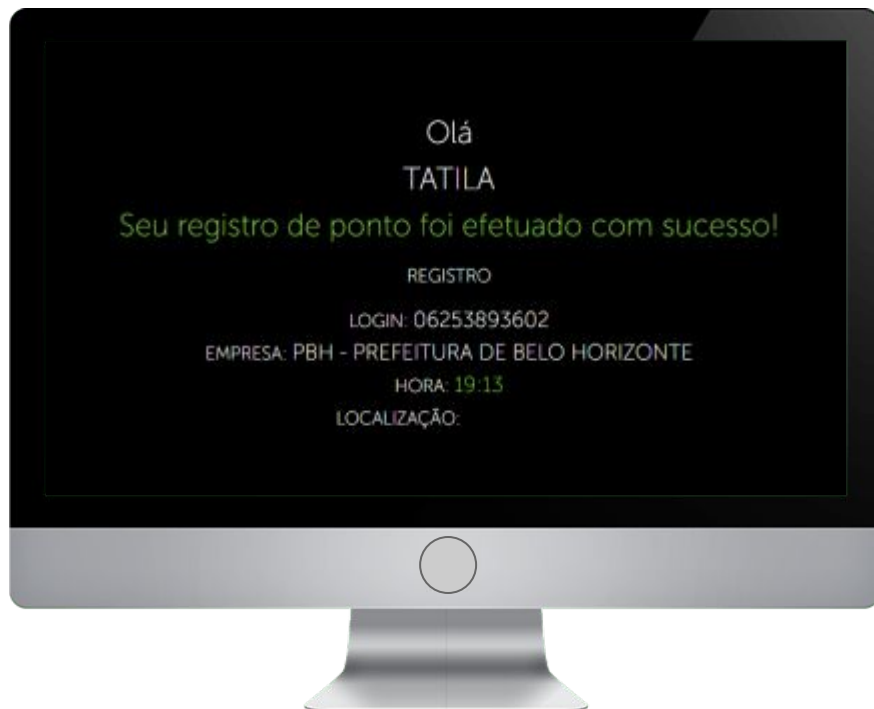 Olá
TATILA
Seu registro de ponto foi efetuado com sucesso!
REGISTRO
LOGIN: 06253893602
EMPRESA: PBH - PREFEITURA DE BELO HORIZONTE
HORA: 19:13
LOCALIZAÇÃO: